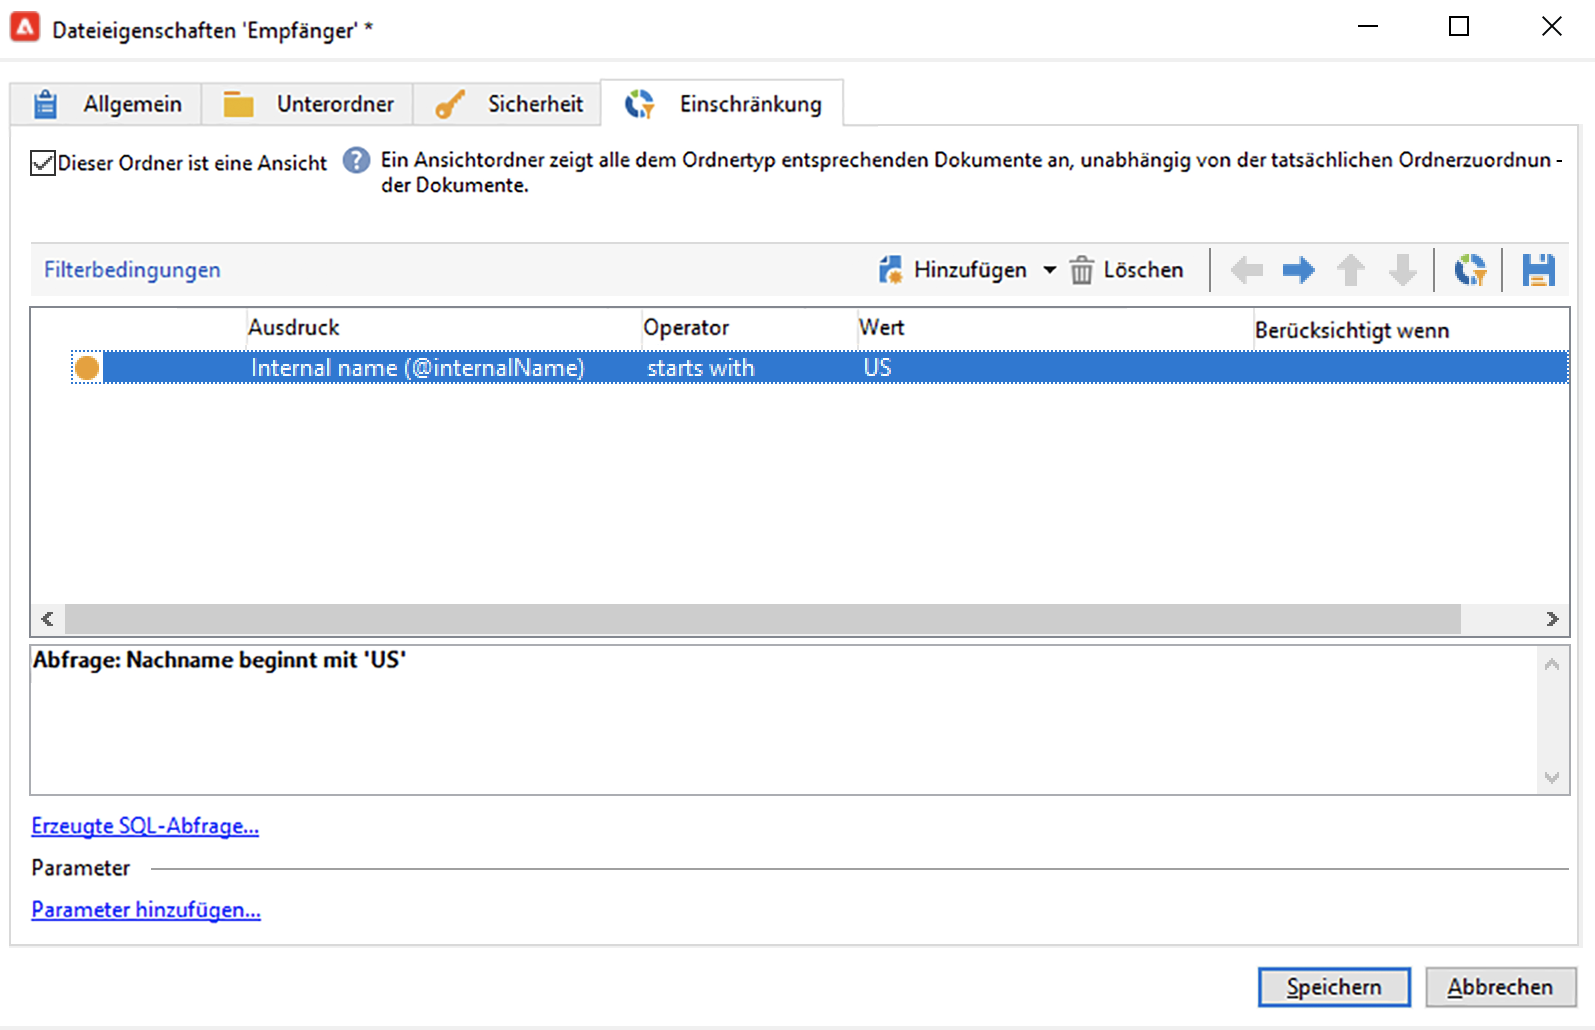 Dateieigenschaften 'Empfänger' *
Allgemein Unterordner Sicherheit Einschränkung
Dieser Ordner ist eine Ansicht ? Ein Ansichtordner zeigt alle dem Ordnertyp entsprechenden Dokumente an, unabhängig von der tatsächlichen Ordnerzuordnun -
der Dokumente.
Filterbedingungen Hinzufügen Löschen
Ausdruck Operator Wert Berücksichtigt wenn
Internal name (@internalName) starts with US
Abfrage: Nachname beginnt mit 'US'
Erzeugte SQL-Abfrage...
Parameter
Parameter hinzufügen...
Speichern Abbrechen